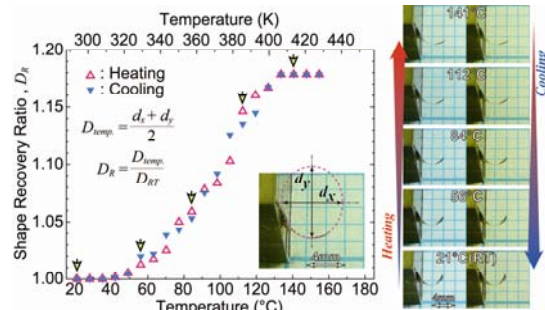 Temperature (K)
300 320 340 360 380 400 420 440
1.20
1.15
1.10
1.05
1.00
Shape Recovery Ratio, D_R
: Heating
: Cooling
D_temp. = (d_x + d_y) / 2
D_R = D_temp. / D_RT
d_y
d_x
4mm
20 40 60 80 100 120 140 160 180
Temperature (°C)
Heating
141°C
112°C
84°C
56°C
21°C(RT)
4mm
Cooling